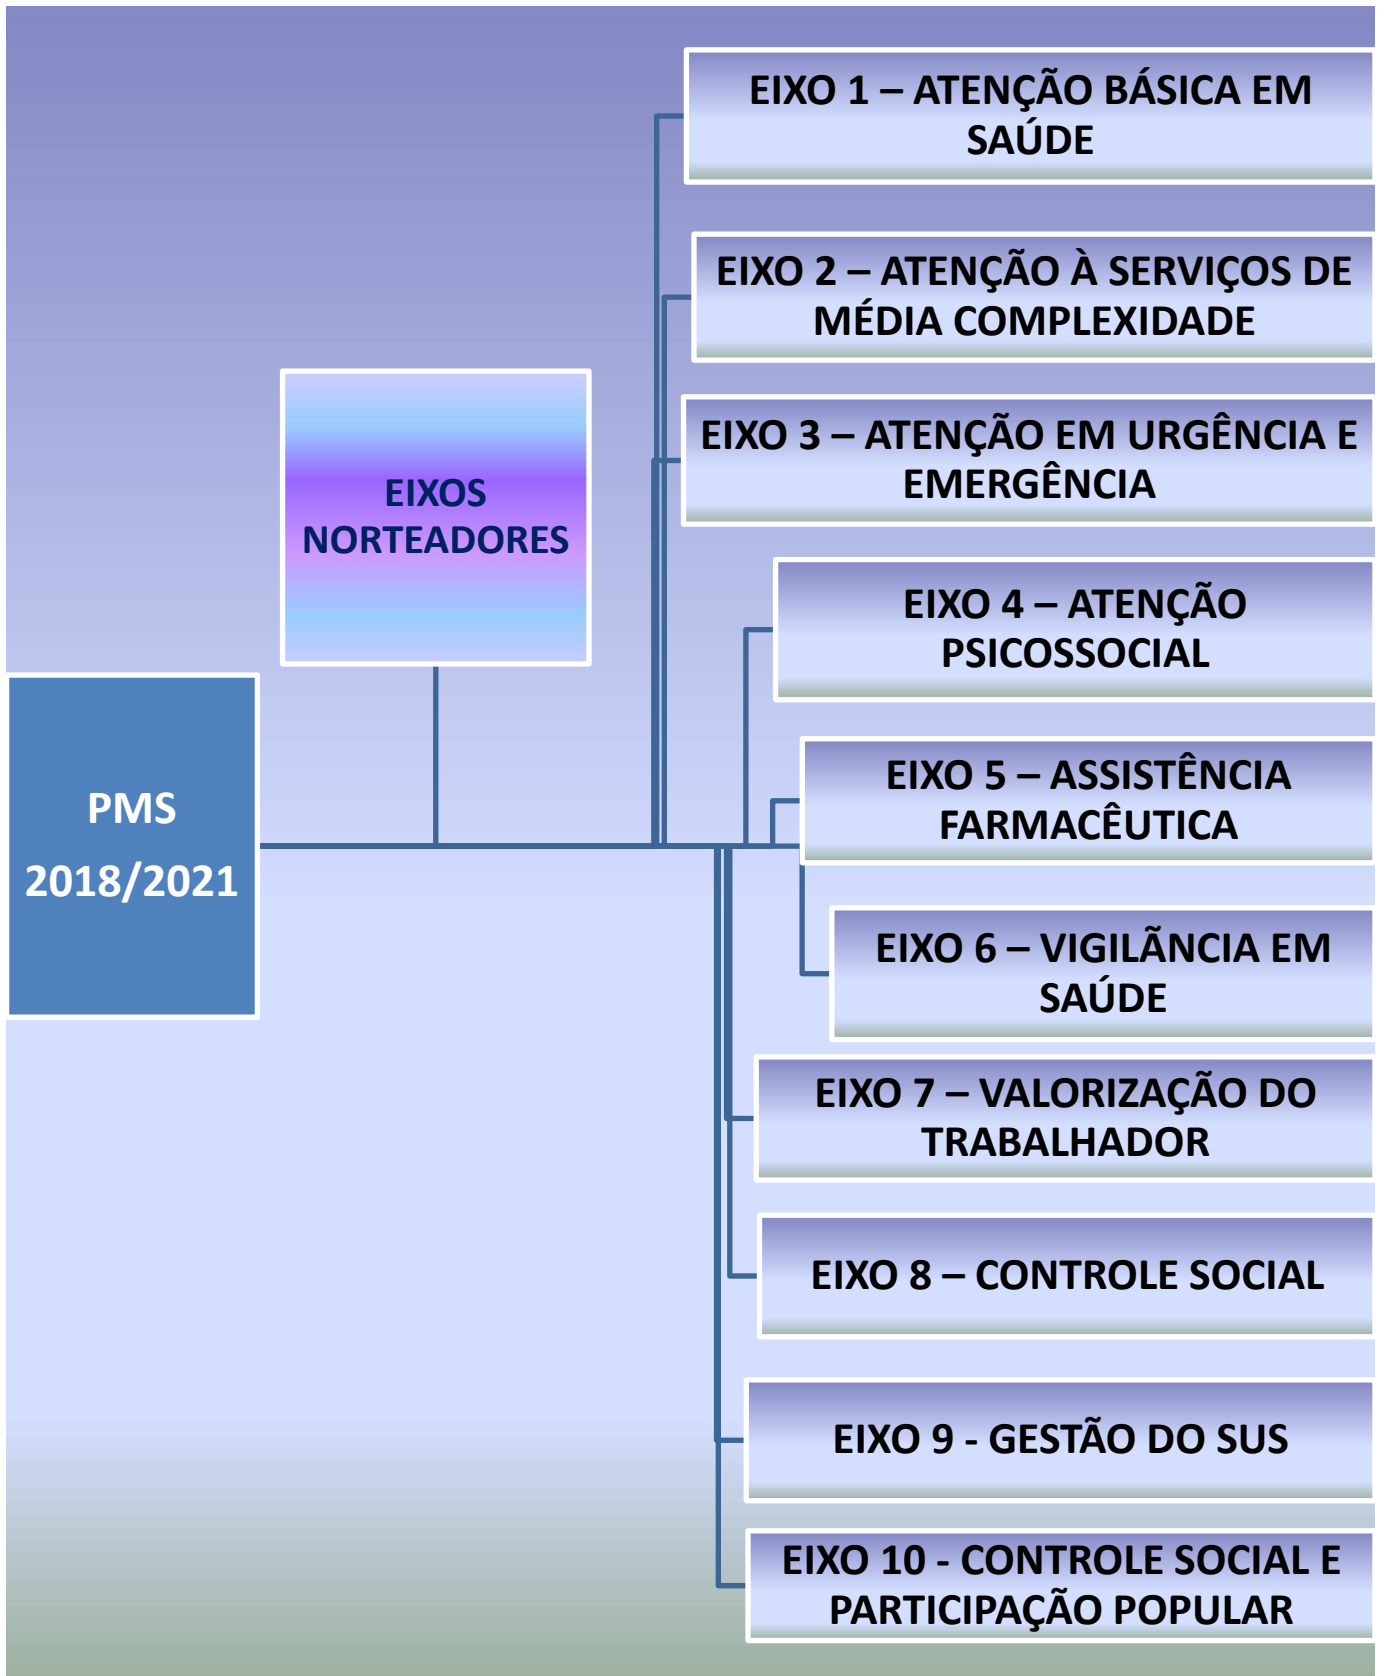 EIXO 1 – ATENÇÃO BÁSICA EM
SAÚDE
EIXO 2 – ATENÇÃO À SERVIÇOS DE
MÉDIA COMPLEXIDADE
EIXO 3 – ATENÇÃO EM URGÊNCIA E
EMERGÊNCIA
EIXOS
NORTEADORES
EIXO 4 – ATENÇÃO
PSICOSSOCIAL
PMS
2018/2021
EIXO 5 – ASSISTÊNCIA
FARMACÊUTICA
EIXO 6 – VIGILÃNCIA EM
SAÚDE
EIXO 7 – VALORIZAÇÃO DO
TRABALHADOR
EIXO 8 – CONTROLE SOCIAL
EIXO 9 - GESTÃO DO SUS
EIXO 10 - CONTROLE SOCIAL E
PARTICIPAÇÃO POPULAR